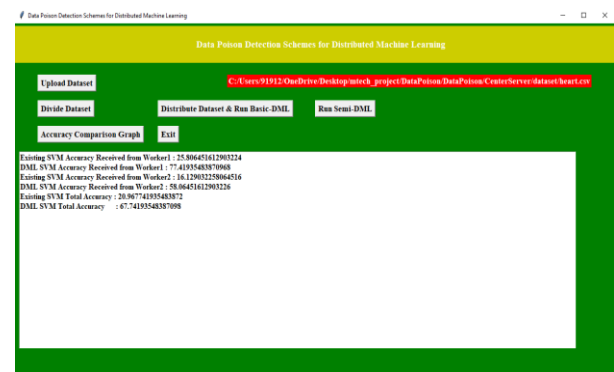 Data Poison Detection Schemes for Distributed Machine Learning
Data Poison Detection Schemes for Distributed Machine Learning
Upload Dataset
C:/Users/91912/OneDrive/Desktop/mtech_project/DataPoison/DataPoison/CenterServer/dataset/heart.csv
Divide Dataset
Distribute Dataset & Run Basic-DML
Run Semi-DML
Accuracy Comparison Graph
Exit
Existing SVM Accuracy Received from Worker1 : 25.806451612903224
DML SVM Accuracy Received from Worker1 : 77.41935483870968
Existing SVM Accuracy Received from Worker2 : 16.129032258064516
DML SVM Accuracy Received from Worker2 : 58.06451612903226
Existing SVM Total Accuracy : 20.967741935483872
DML SVM Total Accuracy : 67.74193548387098